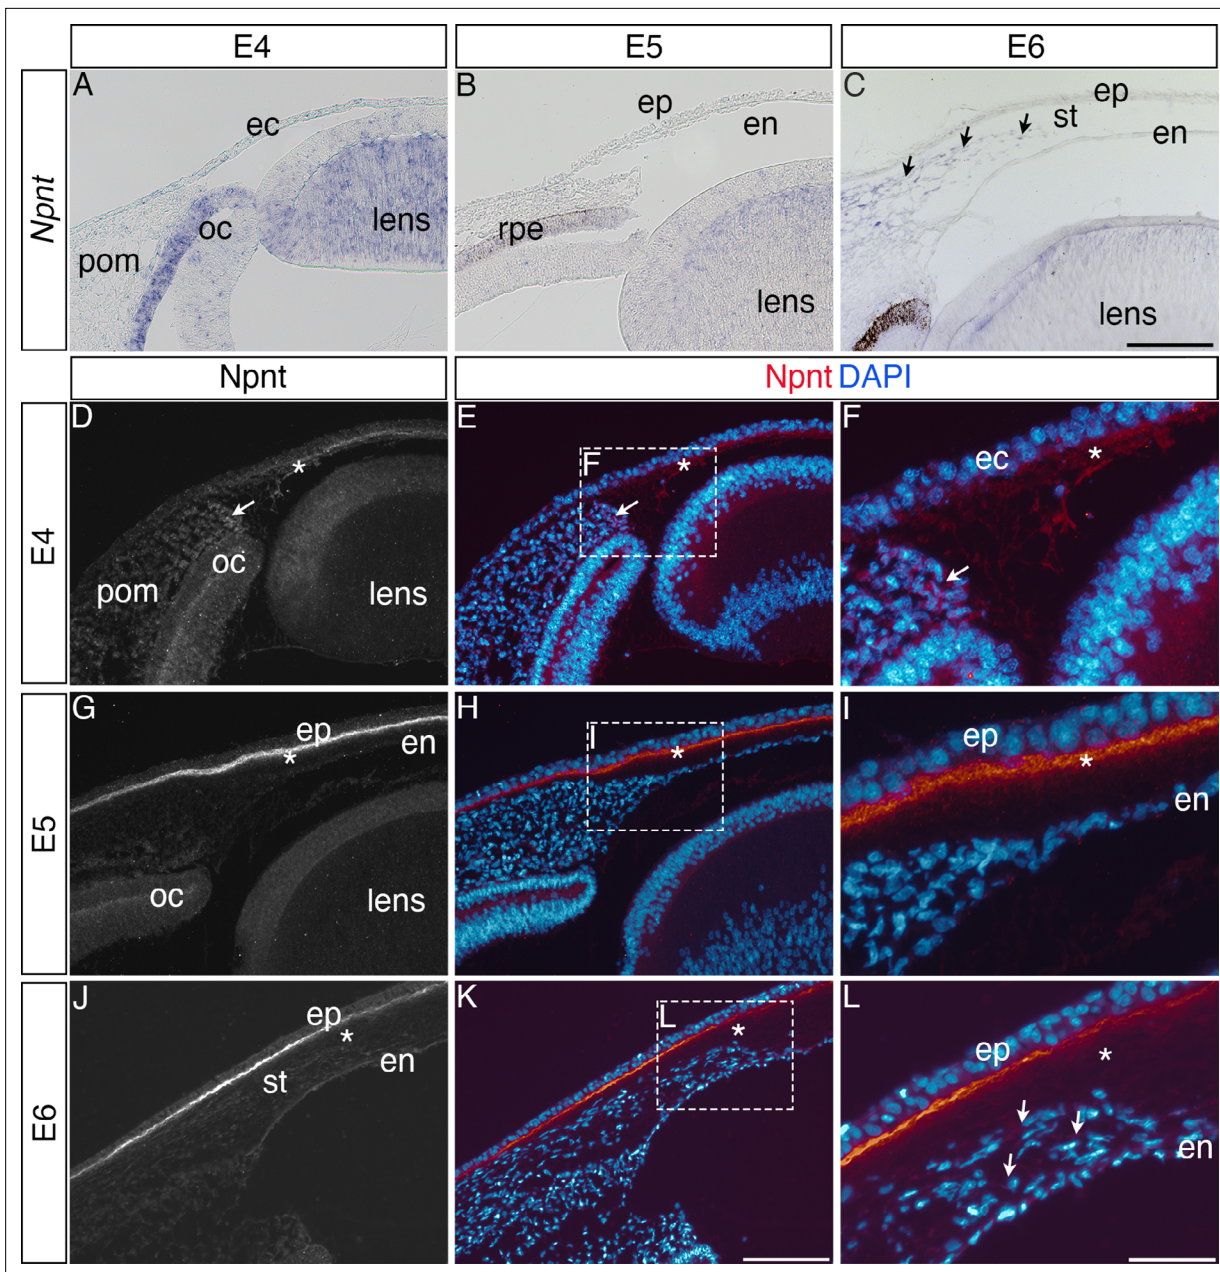 E4 E5 E6
Npnt
A ec oc pom lens
B ep en rpe lens
C ep st en lens
Npnt Npnt DAPI
E4
D * oc pom lens
E F *
F ec *
E5
G ep * en oc lens
H I *
I ep * en
E6
J ep * st en
K L *
L ep * en